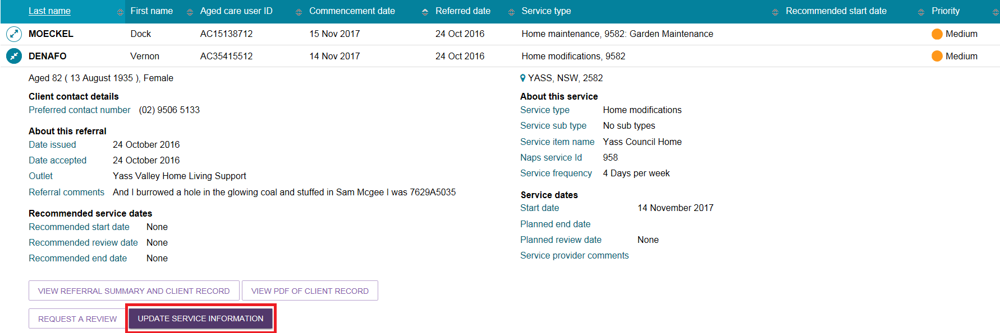 Last name First name Aged care user ID Commencement date Referred date Service type Recommended start date Priority
MOECKEL Dock AC15138712 15 Nov 2017 24 Oct 2016 Home maintenance, 9582: Garden Maintenance Medium
DENAFO Vernon AC35415512 14 Nov 2017 24 Oct 2016 Home modifications, 9582 Medium
Aged 82 ( 13 August 1935 ), Female
Client contact details
Preferred contact number (02) 9506 5133
About this referral
Date issued 24 October 2016
Date accepted 24 October 2016
Outlet Yass Valley Home Living Support
Referral comments And I burrowed a hole in the glowing coal and stuffed in Sam Mcgee I was 7629A5035
Recommended service dates
Recommended start date None
Recommended review date None
Recommended end date None
YASS, NSW, 2582
About this service
Service type Home modifications
Service sub type No sub types
Service item name Yass Council Home
Naps service Id 958
Service frequency 4 Days per week
Service dates
Start date 14 November 2017
Planned end date
Planned review date None
Service provider comments
VIEW REFERRAL SUMMARY AND CLIENT RECORD VIEW PDF OF CLIENT RECORD
REQUEST A REVIEW UPDATE SERVICE INFORMATION